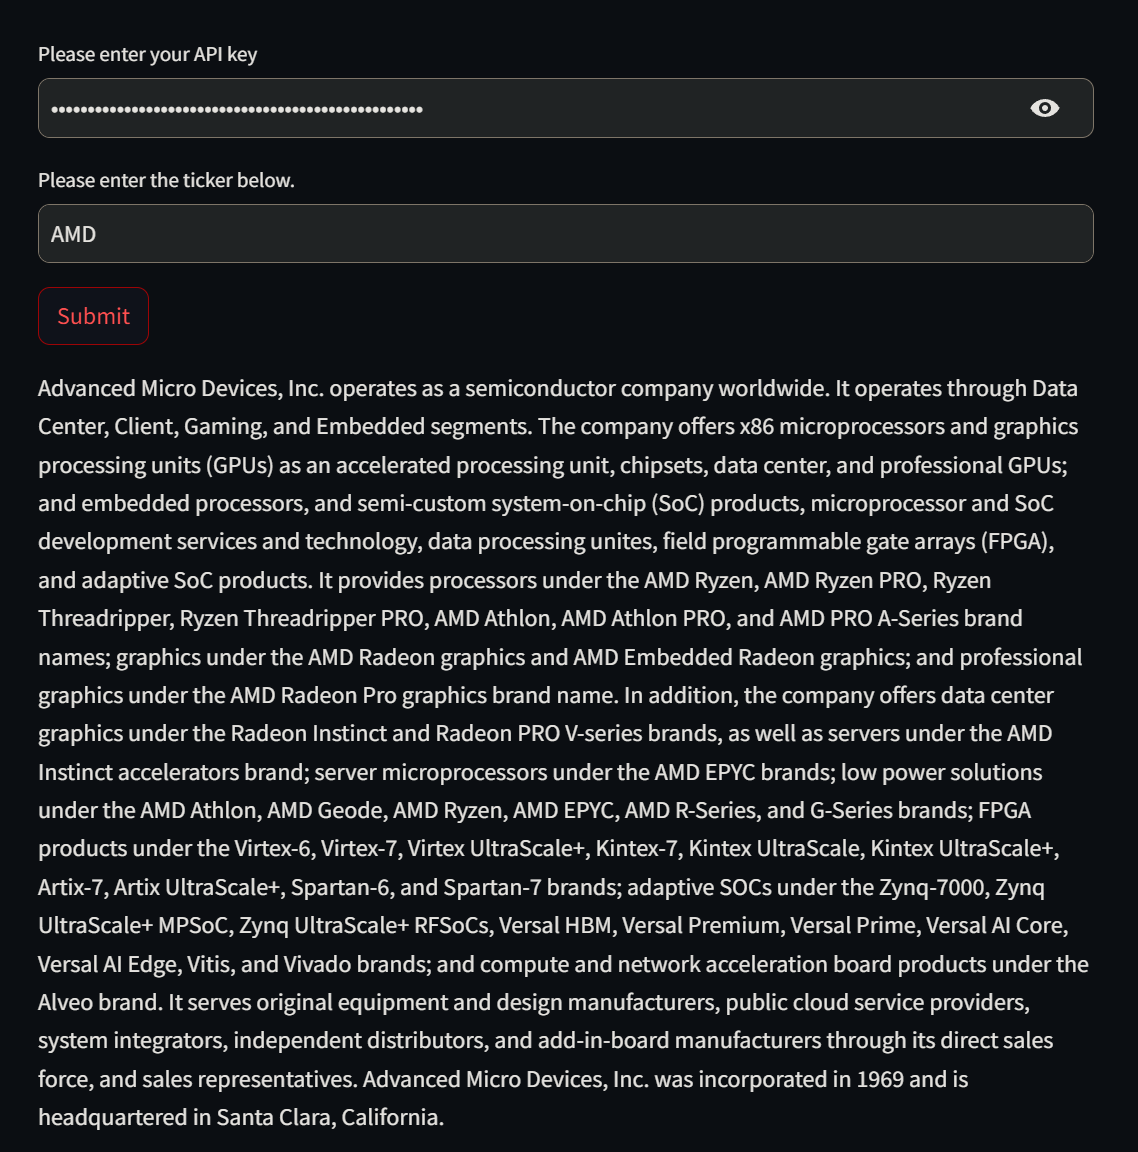 Please enter your API key
••••••••••••••••••••••••••••••••••••••••••••••••••••
Please enter the ticker below.
AMD
Submit
Advanced Micro Devices, Inc. operates as a semiconductor company worldwide. It operates through Data
Center, Client, Gaming, and Embedded segments. The company offers x86 microprocessors and graphics
processing units (GPUs) as an accelerated processing unit, chipsets, data center, and professional GPUs;
and embedded processors, and semi-custom system-on-chip (SoC) products, microprocessor and SoC
development services and technology, data processing unites, field programmable gate arrays (FPGA),
and adaptive SoC products. It provides processors under the AMD Ryzen, AMD Ryzen PRO, Ryzen
Threadripper, Ryzen Threadripper PRO, AMD Athlon, AMD Athlon PRO, and AMD PRO A-Series brand
names; graphics under the AMD Radeon graphics and AMD Embedded Radeon graphics; and professional
graphics under the AMD Radeon Pro graphics brand name. In addition, the company offers data center
graphics under the Radeon Instinct and Radeon PRO V-series brands, as well as servers under the AMD
Instinct accelerators brand; server microprocessors under the AMD EPYC brands; low power solutions
under the AMD Athlon, AMD Geode, AMD Ryzen, AMD EPYC, AMD R-Series, and G-Series brands; FPGA
products under the Virtex-6, Virtex-7, Virtex UltraScale+, Kintex-7, Kintex UltraScale, Kintex UltraScale+,
Artix-7, Artix UltraScale+, Spartan-6, and Spartan-7 brands; adaptive SOCs under the Zynq-7000, Zynq
UltraScale+ MPSoC, Zynq UltraScale+ RFSoCs, Versal HBM, Versal Premium, Versal Prime, Versal AI Core,
Versal AI Edge, Vitis, and Vivado brands; and compute and network acceleration board products under the
Alveo brand. It serves original equipment and design manufacturers, public cloud service providers,
system integrators, independent distributors, and add-in-board manufacturers through its direct sales
force, and sales representatives. Advanced Micro Devices, Inc. was incorporated in 1969 and is
headquartered in Santa Clara, California.